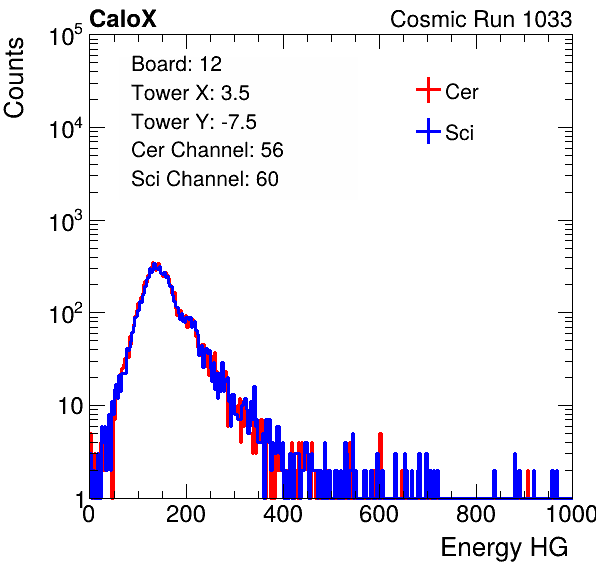 CaloX Cosmic Run 1033
Counts
10^5
10^4
10^3
10^2
10
1
Board: 12
Tower X: 3.5
Tower Y: -7.5
Cer Channel: 56
Sci Channel: 60
Cer
Sci
0 200 400 600 800 1000
Energy HG